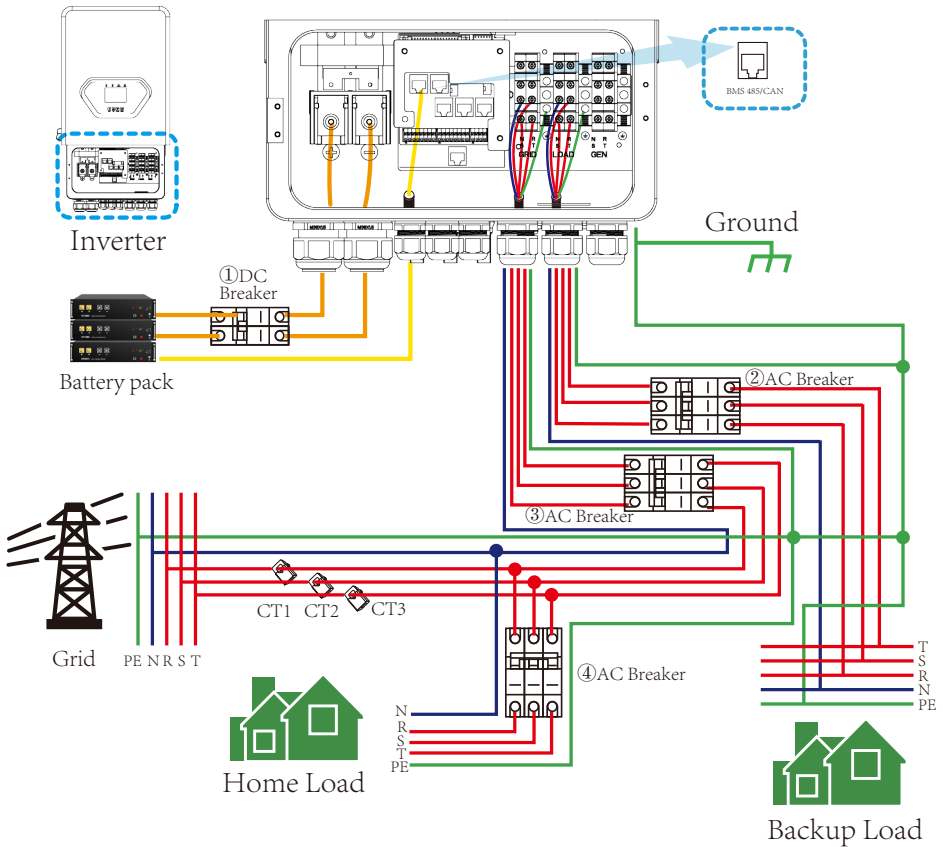 BMS 485/CAN
N R N R N R
S T S T S T
GRID LOAD GEN
Inverter
Ground
①DC
Breaker
Battery pack
②AC Breaker
③AC Breaker
CT1 CT2 CT3
Grid
PE N R S T
④AC Breaker
T
S
R
N
PE
N
R
S
T
PE
Home Load
Backup Load